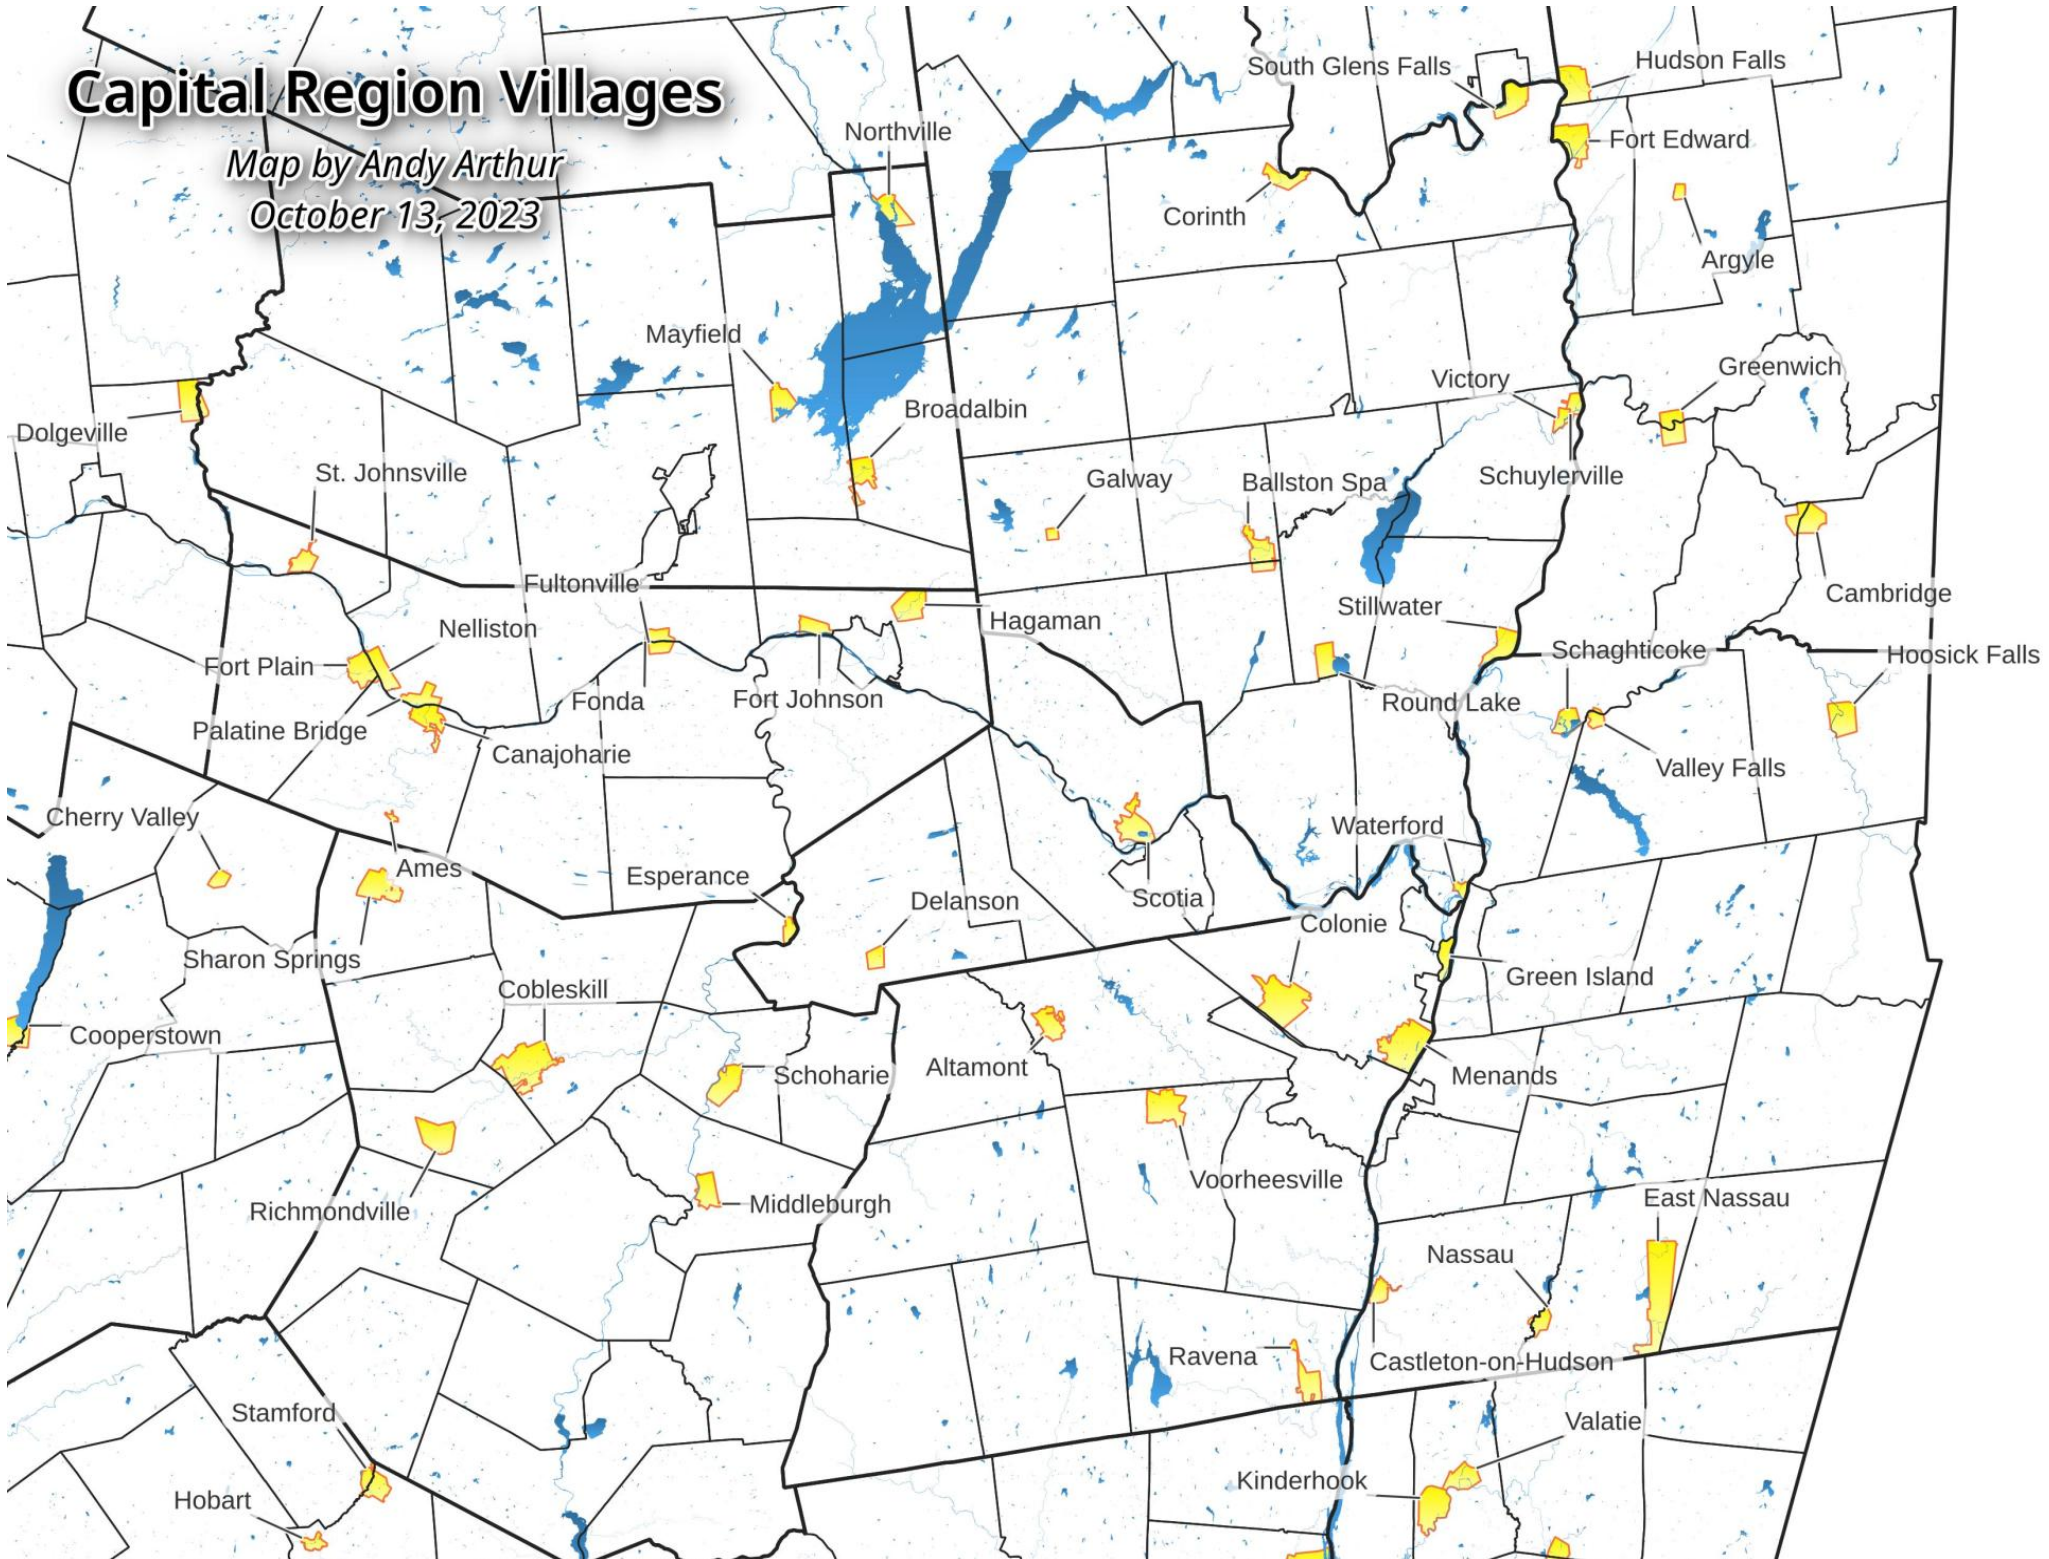 Capital Region Villages
Map by Andy Arthur
October 13, 2023
South Glens Falls
Hudson Falls
Northville
Fort Edward
Corinth
Argyle
Mayfield
Greenwich
Victory
Broadalbin
Dolgeville
St. Johnsville
Galway
Ballston Spa
Schuylerville
Fultonville
Cambridge
Stillwater
Hagaman
Nelliston
Schaghticoke
Hoosick Falls
Fort Plain
Fonda
Fort Johnson
Round Lake
Palatine Bridge
Canajoharie
Valley Falls
Cherry Valley
Waterford
Ames
Esperance
Delanson
Scotia
Colonie
Sharon Springs
Green Island
Cobleskill
Cooperstown
Altamont
Schoharie
Menands
Voorheesville
Middleburgh
Richmondville
East Nassau
Nassau
Ravena
Castleton-on-Hudson
Stamford
Valatie
Kinderhook
Hobart